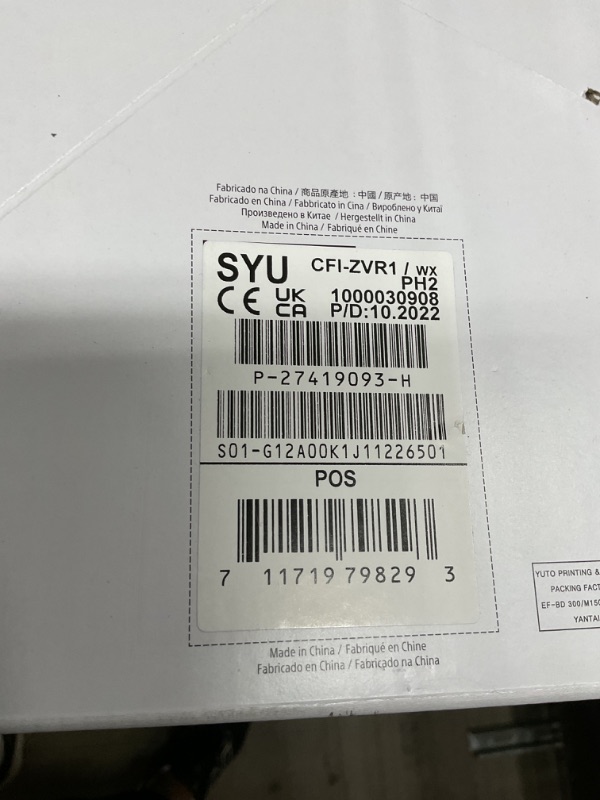 Fabricado na China / 商品原產地：中國 / 原产地：中国
Fabricado en China / Fabbricato in Cina / Вироблено у Китаї
Произведено в Китае / Hergestellt in China
Made in China / Fabriqué en Chine
SYU CFI-ZVR1 / WX
PH2
CE UK CA 1000030908
P/D:10.2022
P-27419093-H
S01-G12A00K1J11226501
POS
7 11719 79829 3
YUTO PRINTING &
PACKING FACT
EF-BD 300/M150
YANTAI
Made in China / Fabriqué en Chine
Fabricado en China / Fabricado na China